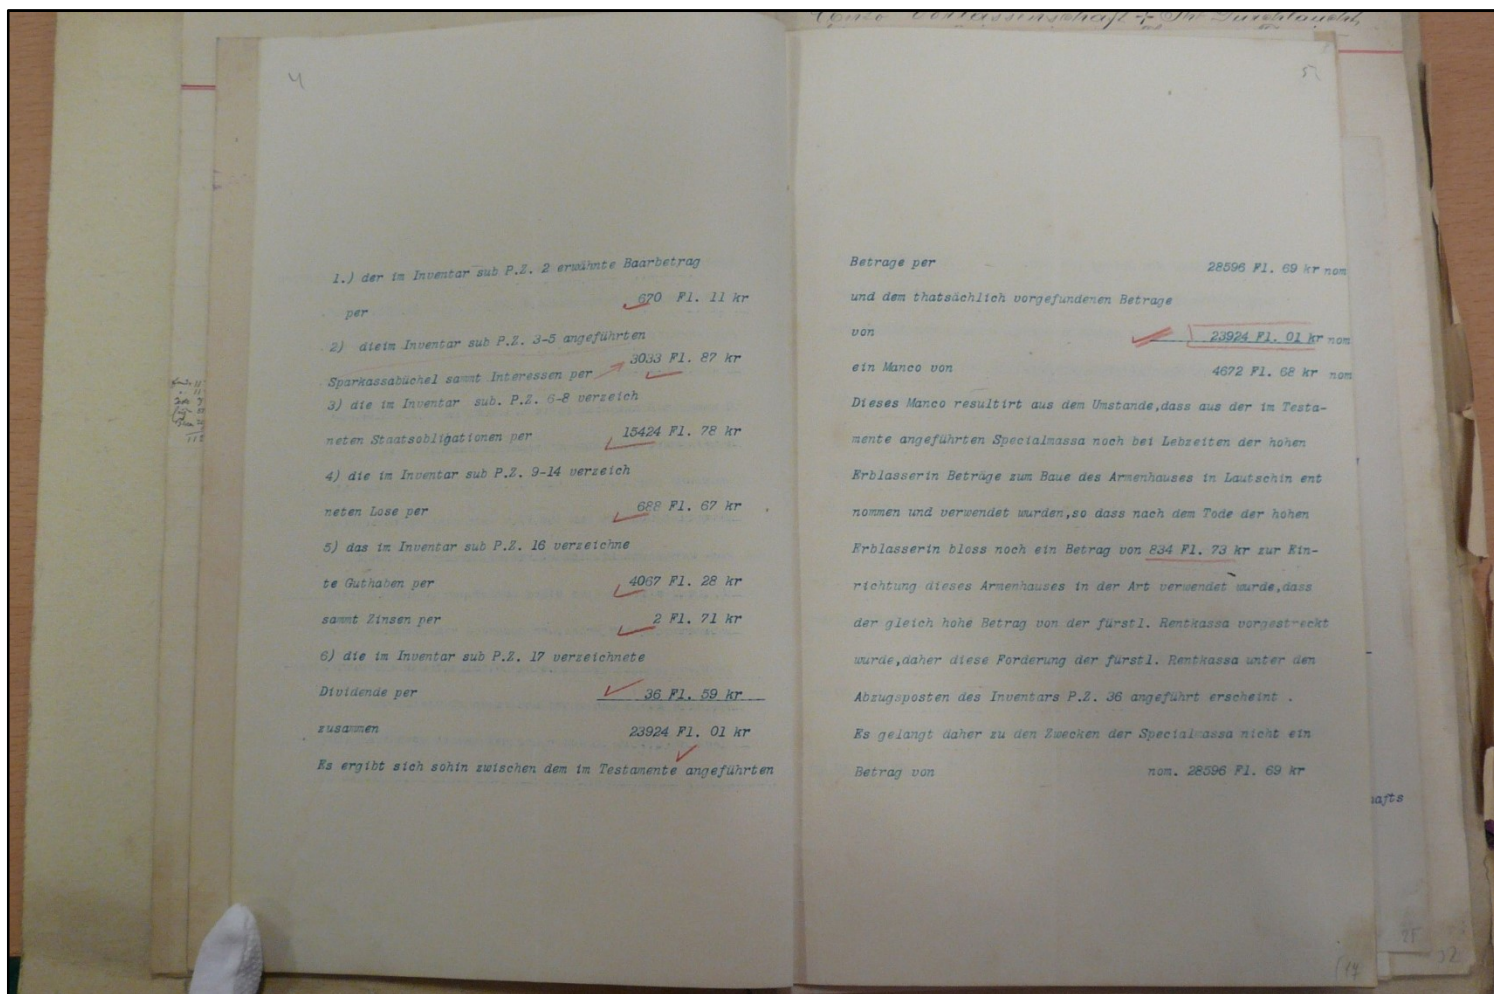 4
1.) der im Inventar sub P.Z. 2 erwähnte Baarbetrag
per 670 Fl. 11 kr
2) dieim Inventar sub P.Z. 3-5 angeführten
Sparkassabüchel sammt Interessen per 3033 Fl. 87 kr
3) die im Inventar sub. P.Z. 6-8 verzeich
neten Staatsobligationen per 15424 Fl. 78 kr
4) die im Inventar sub P.Z. 9-14 verzeich
neten Lose per 688 Fl. 67 kr
5) das im Inventar sub P.Z. 16 verzeichne
te Guthaben per 4067 Fl. 28 kr
sammt Zinsen per 2 Fl. 71 kr
6) die im Inventar sub P.Z. 17 verzeichnete
Dividende per 36 Fl. 59 kr
zusammen 23924 Fl. 01 kr
Es ergibt sich sohin zwischen dem im Testamente angeführten
5
Betrage per 28596 Fl. 69 kr nom
und dem thatsächlich vorgefundenen Betrage
von 23924 Fl. 01 kr nom
ein Manco von 4672 Fl. 68 kr nom
Dieses Manco resultirt aus dem Umstande,dass aus der im Testa-
mente angeführten Specialmassa noch bei Lebzeiten der hohen
Erblasserin Beträge zum Baue des Armenhauses in Lautschin ent
nommen und verwendet wurden,so dass nach dem Tode der hohen
Erblasserin bloss noch ein Betrag von 834 Fl. 73 kr zur Ein-
richtung dieses Armenhauses in der Art verwendet wurde,dass
der gleich hohe Betrag von der fürstl. Rentkassa vorgestreckt
wurde,daher diese Forderung der fürstl. Rentkassa unter den
Abzugsposten des Inventars P.Z. 36 angeführt erscheint .
Es gelangt daher zu den Zwecken der Specialmassa nicht ein
Betrag von nom. 28596 Fl. 69 kr
hafts